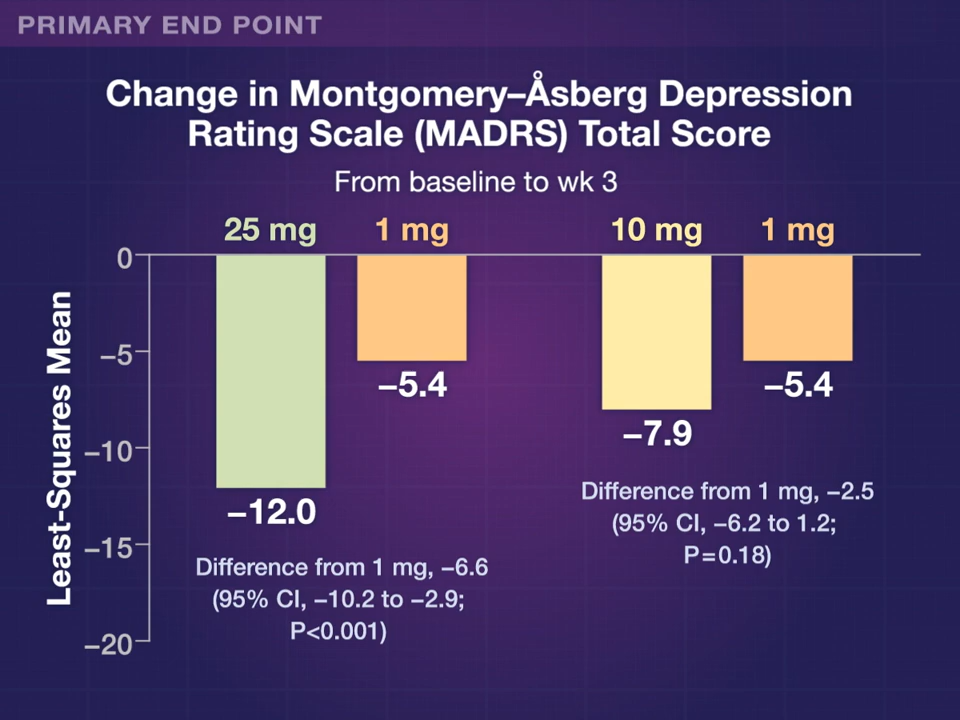 PRIMARY END POINT
Change in Montgomery–Åsberg Depression
Rating Scale (MADRS) Total Score
From baseline to wk 3
25 mg
1 mg
10 mg
1 mg
Least-Squares Mean
0
–5
–10
–15
–20
–12.0
–5.4
–7.9
–5.4
Difference from 1 mg, –6.6
(95% CI, –10.2 to –2.9;
P<0.001)
Difference from 1 mg, –2.5
(95% CI, –6.2 to 1.2;
P=0.18)